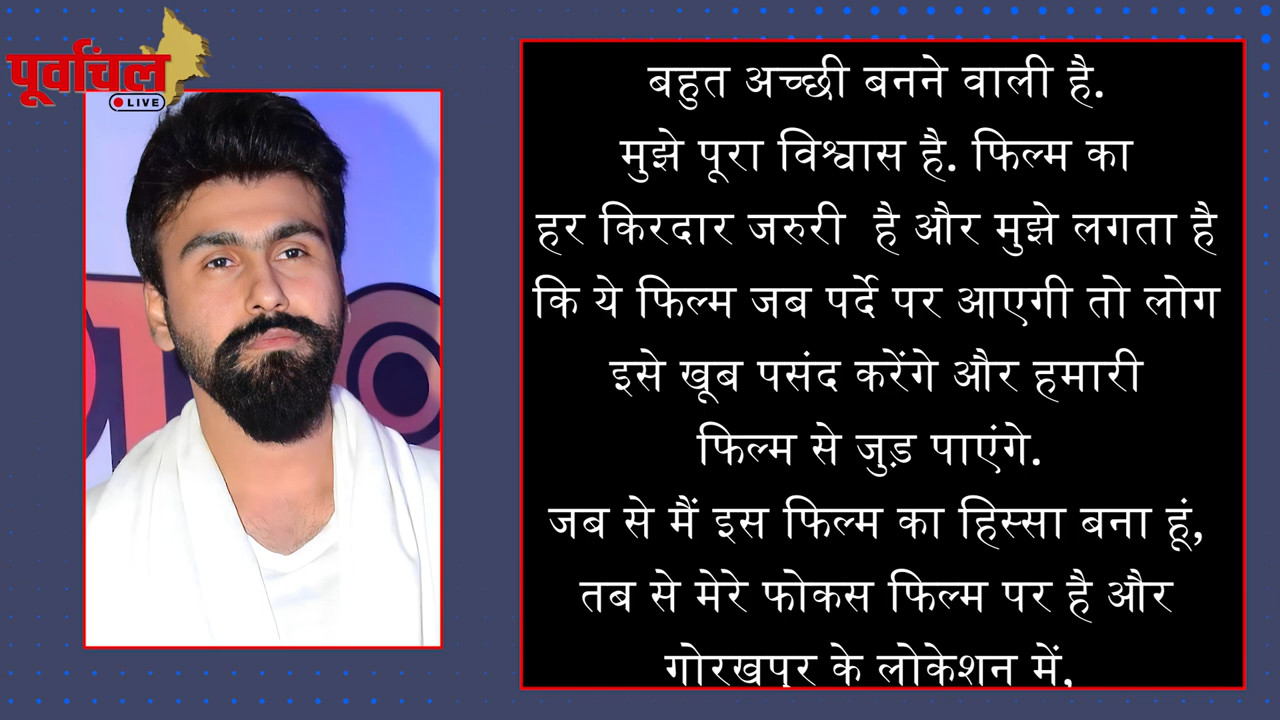 पूर्वांचल
LIVE
बहुत अच्छी बनने वाली है.
मुझे पूरा विश्वास है. फिल्म का
हर किरदार जरुरी है और मुझे लगता है
कि ये फिल्म जब पर्दे पर आएगी तो लोग
इसे खूब पसंद करेंगे और हमारी
फिल्म से जुड़ पाएंगे.
जब से मैं इस फिल्म का हिस्सा बना हूं,
तब से मेरे फोकस फिल्म पर है और
गोरखपुर के लोकेशन में,